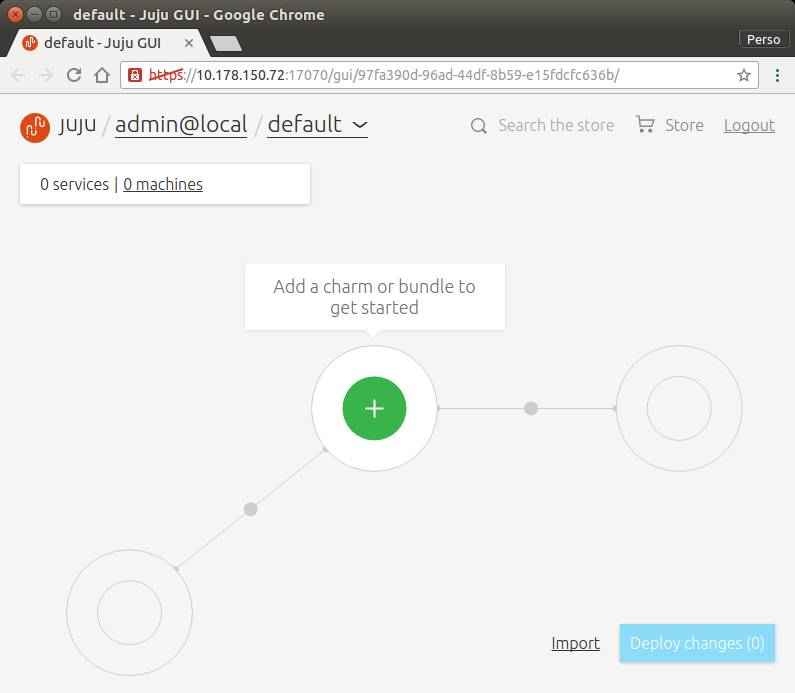 default - Juju GUI - Google Chrome
default - Juju GUI
Perso
https://10.178.150.72:17070/gui/97fa390d-96ad-44df-8b59-e15fdcfc636b/
juju / admin@local / default
Search the store
Store
Logout
0 services | 0 machines
Add a charm or bundle to
get started
Import
Deploy changes (0)